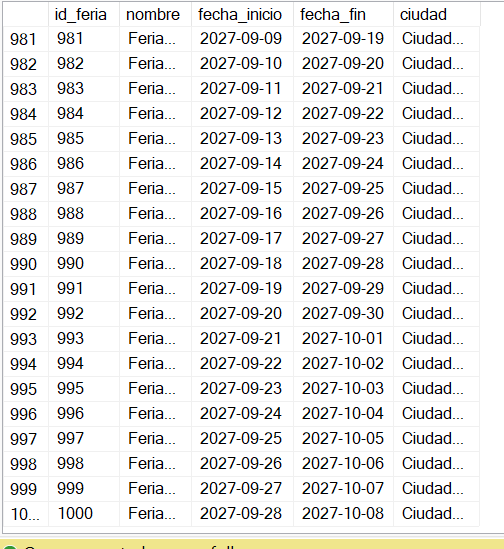 id_feria nombre fecha_inicio fecha_fin ciudad
981 981 Feria... 2027-09-09 2027-09-19 Ciudad...
982 982 Feria... 2027-09-10 2027-09-20 Ciudad...
983 983 Feria... 2027-09-11 2027-09-21 Ciudad...
984 984 Feria... 2027-09-12 2027-09-22 Ciudad...
985 985 Feria... 2027-09-13 2027-09-23 Ciudad...
986 986 Feria... 2027-09-14 2027-09-24 Ciudad...
987 987 Feria... 2027-09-15 2027-09-25 Ciudad...
988 988 Feria... 2027-09-16 2027-09-26 Ciudad...
989 989 Feria... 2027-09-17 2027-09-27 Ciudad...
990 990 Feria... 2027-09-18 2027-09-28 Ciudad...
991 991 Feria... 2027-09-19 2027-09-29 Ciudad...
992 992 Feria... 2027-09-20 2027-09-30 Ciudad...
993 993 Feria... 2027-09-21 2027-10-01 Ciudad...
994 994 Feria... 2027-09-22 2027-10-02 Ciudad...
995 995 Feria... 2027-09-23 2027-10-03 Ciudad...
996 996 Feria... 2027-09-24 2027-10-04 Ciudad...
997 997 Feria... 2027-09-25 2027-10-05 Ciudad...
998 998 Feria... 2027-09-26 2027-10-06 Ciudad...
999 999 Feria... 2027-09-27 2027-10-07 Ciudad...
10... 1000 Feria... 2027-09-28 2027-10-08 Ciudad...